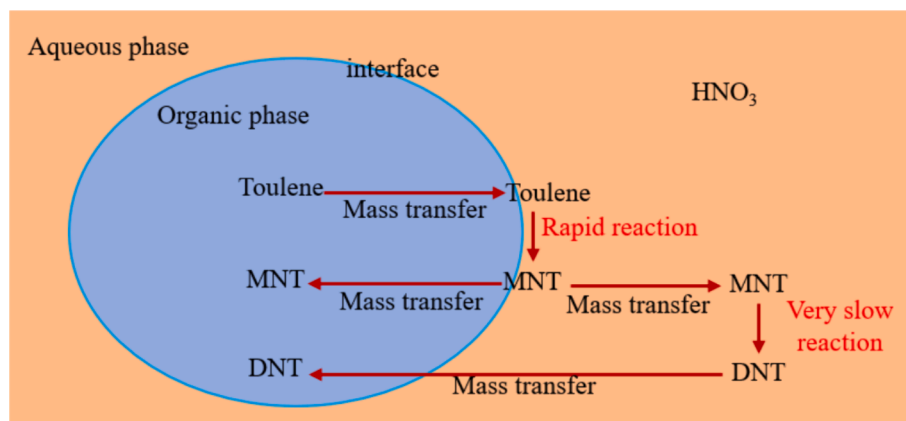 Aqueous phase
interface
HNO₃
Organic phase
Toulene
Toulene
Mass transfer
Rapid reaction
MNT
MNT
MNT
Mass transfer
Mass transfer
Very slow
reaction
DNT
DNT
Mass transfer